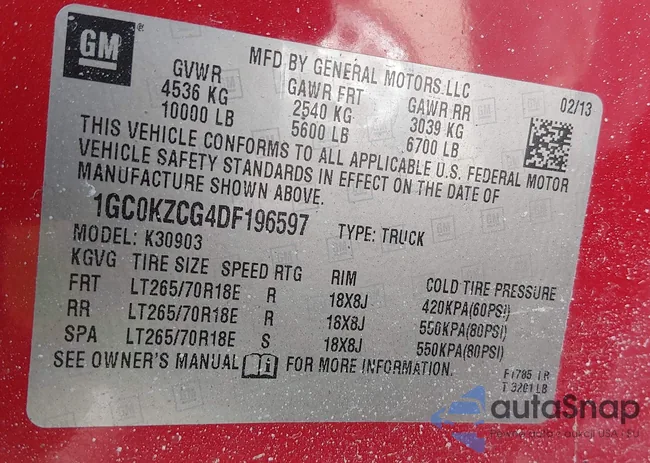 GM
MFD BY GENERAL MOTORS LLC
GVWR GAWR FRT GAWR RR 02/13
4536 KG 2540 KG 3039 KG
10000 LB 5600 LB 6700 LB
THIS VEHICLE CONFORMS TO ALL APPLICABLE U.S. FEDERAL MOTOR
VEHICLE SAFETY STANDARDS IN EFFECT ON THE DATE OF
MANUFACTURE SHOWN ABOVE.
1GC0KZCG4DF196597 TYPE: TRUCK
MODEL: K30903
KGVG TIRE SIZE SPEED RTG RIM COLD TIRE PRESSURE
FRT LT265/70R18E R 18X8J 420KPA(60PSI)
RR LT265/70R18E R 18X8J 550KPA(80PSI)
SPA LT265/70R18E S 18X8J 550KPA(80PSI)
SEE OWNER'S MANUAL FOR MORE INFORMATION.
T 3201LB
autoSnap